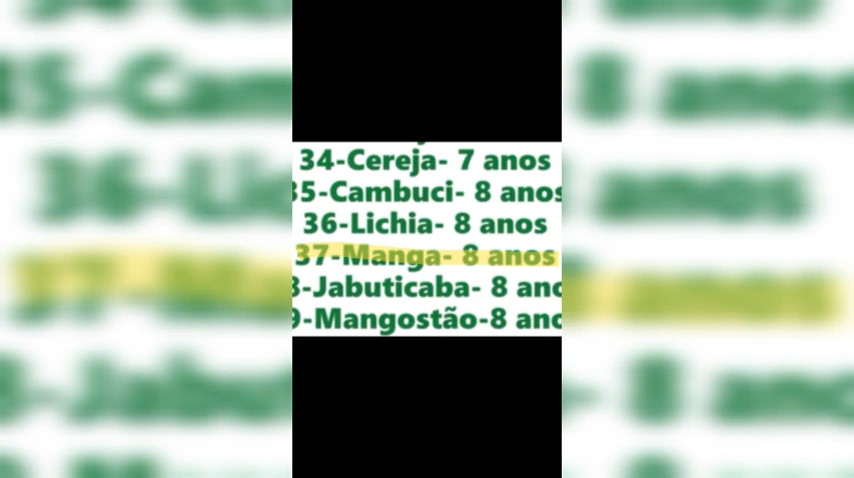 34-Cereja- 7 anos
35-Cambuci- 8 anos
36-Lichia- 8 anos
37-Manga- 8 anos
8-Jabuticaba- 8 ano
9-Mangostão-8 ano